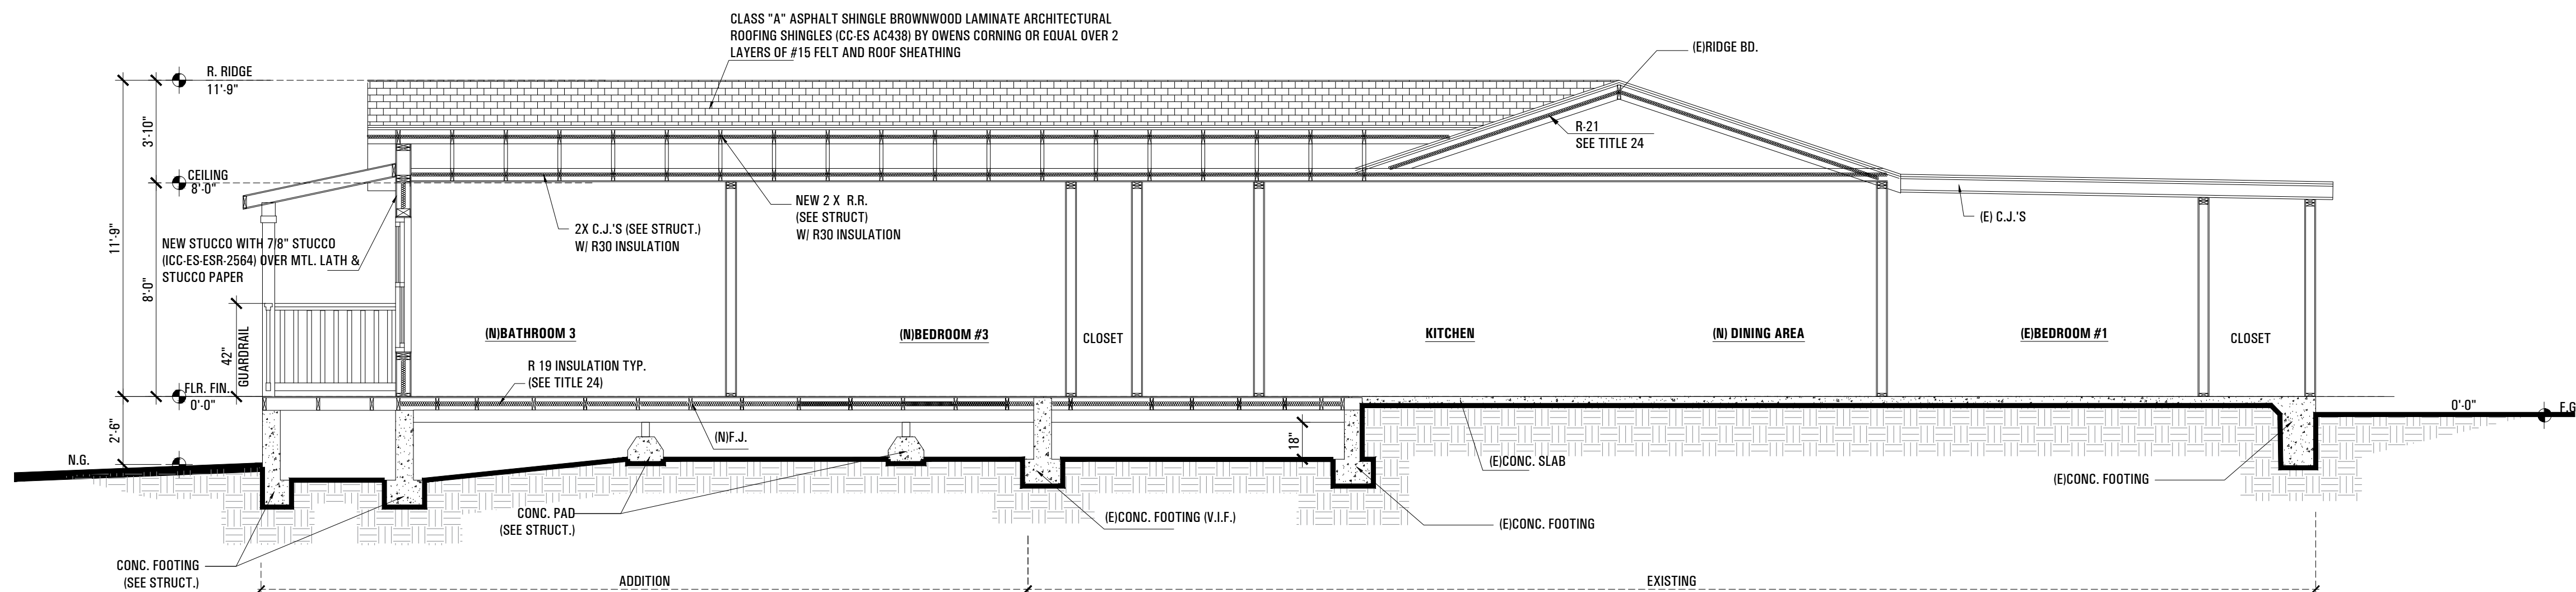 CLASS "A" ASPHALT SHINGLE BROWNWOOD LAMINATE ARCHITECTURAL
ROOFING SHINGLES (CC-ES AC438) BY OWENS CORNING OR EQUAL OVER 2
LAYERS OF #15 FELT AND ROOF SHEATHING
(E)RIDGE BD.
R. RIDGE
11'-9"
3'-10"
R-21
SEE TITLE 24
CEILING
8'-0"
NEW 2 X R.R.
(SEE STRUCT)
W/ R30 INSULATION
2X C.J.'S (SEE STRUCT.)
W/ R30 INSULATION
(E) C.J.'S
11'-9"
8'-0"
NEW STUCCO WITH 7/8" STUCCO
(ICC-ES-ESR-2564) OVER MTL. LATH &
STUCCO PAPER
42"
GUARDRAIL
(N)BATHROOM 3
(N)BEDROOM #3
CLOSET
KITCHEN
(N) DINING AREA
(E)BEDROOM #1
CLOSET
R 19 INSULATION TYP.
(SEE TITLE 24)
FLR. FIN.
0'-0"
0'-0"
F.G
2'-6"
18"
(N)F.J.
N.G.
(E)CONC. SLAB
(E)CONC. FOOTING
CONC. PAD
(SEE STRUCT.)
(E)CONC. FOOTING (V.I.F.)
(E)CONC. FOOTING
CONC. FOOTING
(SEE STRUCT.)
ADDITION
EXISTING